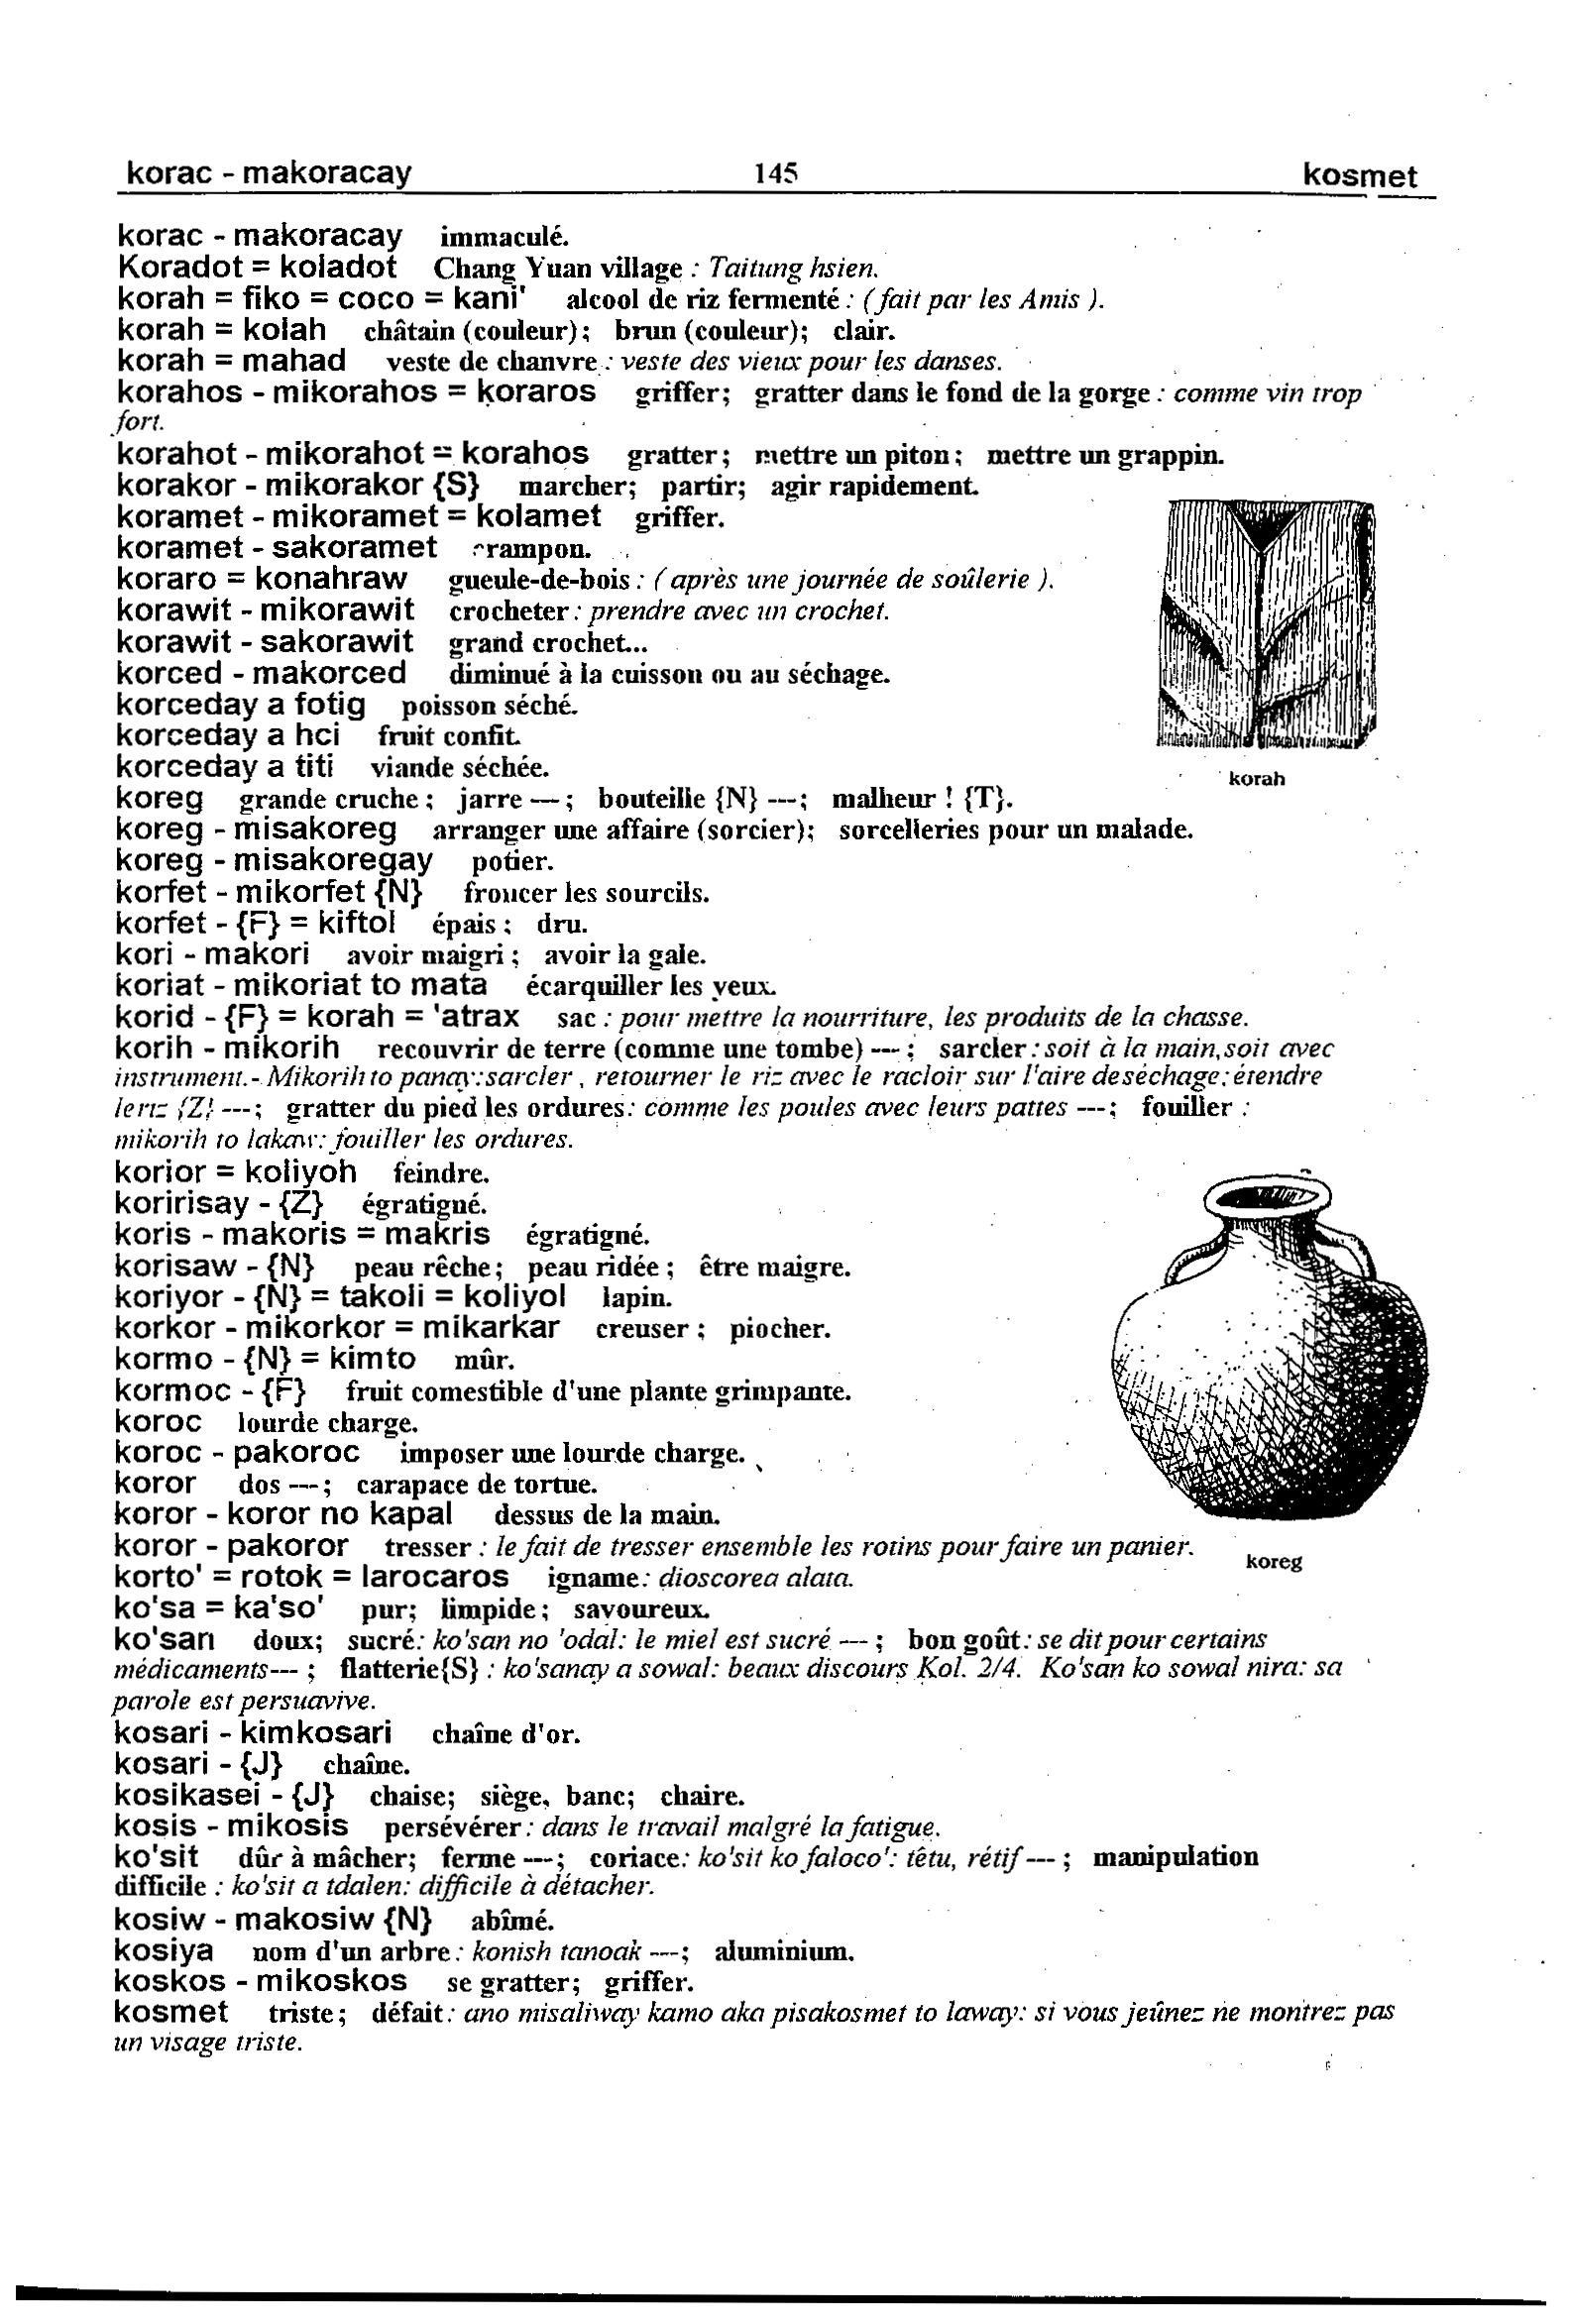 korac - makoracay 145 kosmet
korac - makoracay immaculé.
Koradot = koladot Chang Yuan village : Taitung hsien.
korah = fiko = coco = kani' alcool de riz fermenté : (fait par les Amis ).
korah = kolah châtain (couleur); brun (couleur); clair.
korah = mahad veste de chanvre : veste des vieux pour les danses.
korahos - mikorahos = koraros griffer; gratter dans le fond de la gorge : comme vin trop
fort.
korahot - mikorahot = korahos gratter; mettre un piton; mettre un grappin.
korakor - mikorakor {S} marcher; partir; agir rapidement.
koramet - mikoramet = kolamet griffer.
koramet - sakoramet crampon.
koraro = konahraw gueule-de-bois : ( après une journée de soûlerie ).
korawit - mikorawit crocheter : prendre avec un crochet.
korawit - sakorawit grand crochet...
korced - makorced diminué à la cuisson ou au séchage.
korceday a fotig poisson séché.
korceday a hci fruit confit.
korceday a titi viande séchée.
korah
koreg grande cruche ; jarre — ; bouteille {N} —; malheur ! {T}.
koreg - misakoreg arranger une affaire (sorcier); sorcelleries pour un malade.
koreg - misakoregay potier.
korfet - mikorfet {N} froncer les sourcils.
korfet - {F} = kiftol épais ; dru.
kori - makori avoir maigri ; avoir la gale.
koriat - mikoriat to mata écarquiller les yeux.
korid - {F} = korah = 'atrax sac : pour mettre la nourriture, les produits de la chasse.
korih - mikorih recouvrir de terre (comme une tombe) — ; sarcler : soit à la main, soit avec
instrument.- Mikorih to panay: sarcler , retourner le riz avec le racloir sur l'aire de séchage; étendre
leriz {Z} —; gratter du pied les ordures: comme les poules avec leurs pattes —; fouiller :
mikorih to lakaw: fouiller les ordures.
korior = koliyoh feindre.
koririsay - {Z} égratigné.
koris - makoris = makris égratigné.
korisaw - {N} peau rêche; peau ridée ; être maigre.
koriyor - {N} = takoli = koliyol lapin.
korkor - mikorkor = mikarkar creuser ; piocher.
kormo - {N} = kimto mûr.
kormoc - {F} fruit comestible d'une plante grimpante.
koroc lourde charge.
koroc - pakoroc imposer une lourde charge.
koror dos —; carapace de tortue.
koror - koror no kapal dessus de la main.
koror - pakoror tresser : le fait de tresser ensemble les rotins pour faire un panier.
koreg
korto' = rotok = larocaros igname: dioscorea alata.
ko'sa = ka'so' pur; limpide; savoureux.
ko'san doux; sucré: ko'san no 'odal: le miel est sucré — ; bon goût: se dit pour certains
médicaments— ; flatterie{S} : ko'sanay a sowal: beaux discours Kol. 2/4. Ko'san ko sowal nira: sa
parole est persuavive.
kosari - kimkosari chaîne d'or.
kosari - {J} chaîne.
kosikasei - {J} chaise; siège, banc; chaire.
kosis - mikosis persévérer : dans le travail malgré la fatigue.
ko'sit dûr à mâcher; ferme —; coriace: ko'sit ko faloco': têtu, rétif— ; manipulation
difficile : ko'sit a tdalen: difficile à détacher.
kosiw - makosiw {N} abîmé.
kosiya nom d'un arbre : konish tanoak —; aluminium.
koskos - mikoskos se gratter; griffer.
kosmet triste; défait: ano misaliway kamo aka pisakosmet to laway: si vous jeûnez ne montrez pas
un visage triste.